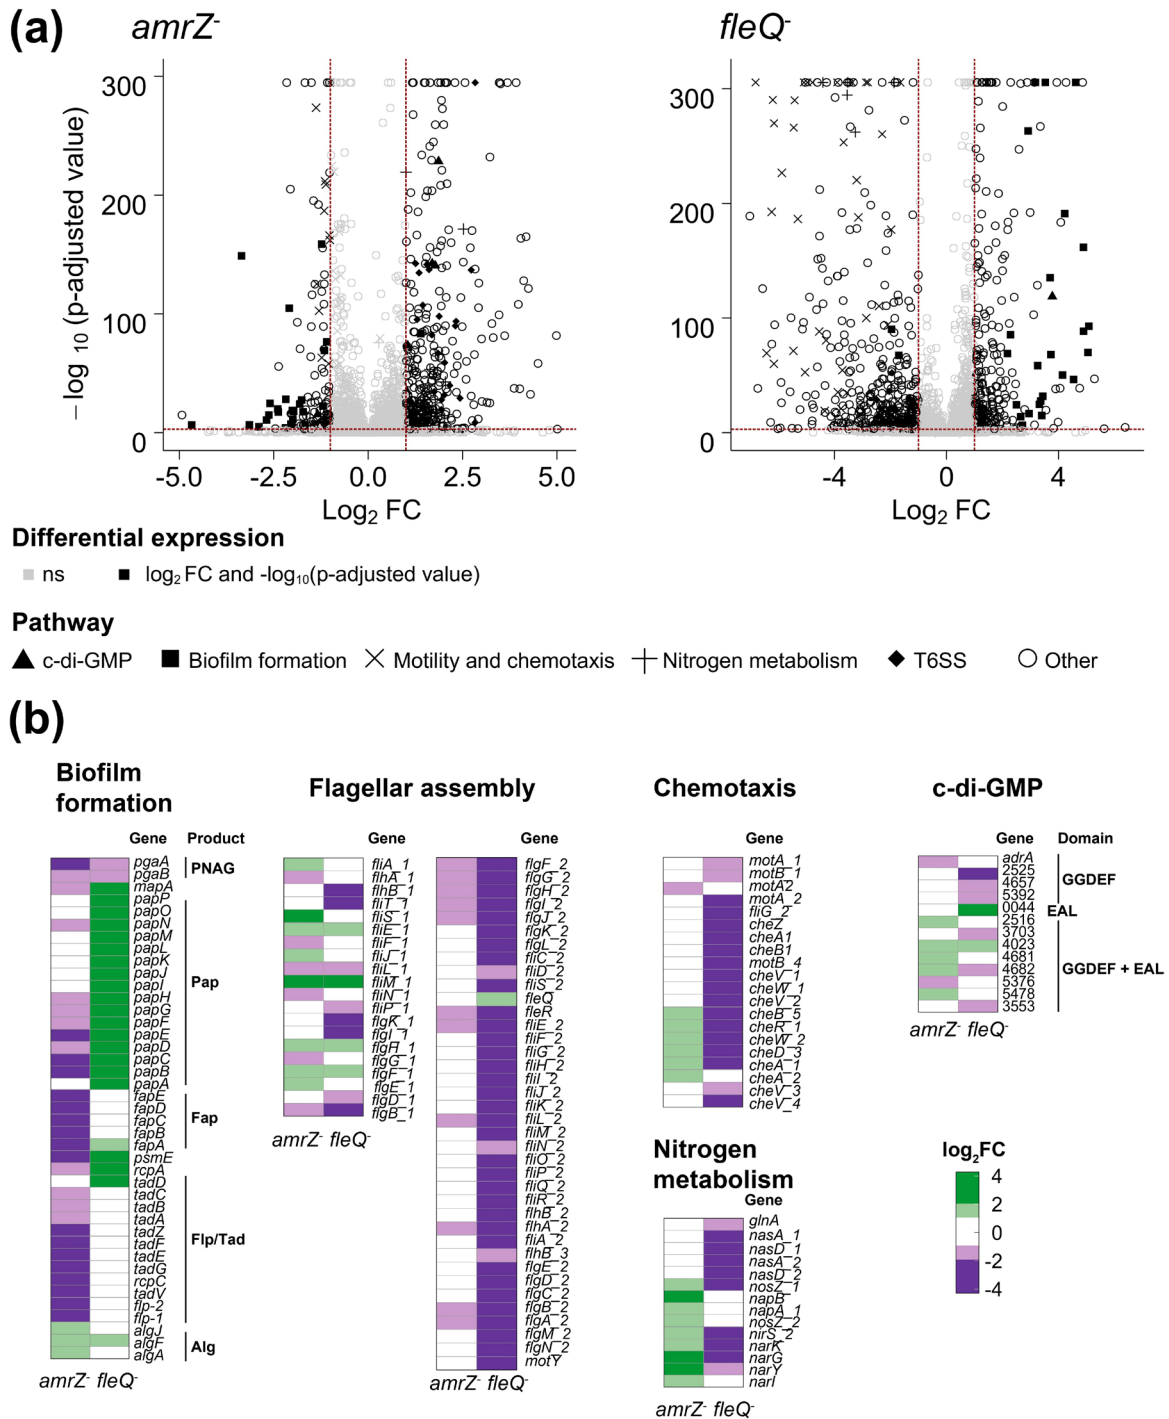 (a)
amrZ-
fleQ-
– log 10 (p-adjusted value)
300
200
100
0
-5.0 -2.5 0.0 2.5 5.0
Log2 FC
300
200
100
0
-4 0 4
Log2 FC
Differential expression
ns
log2 FC and -log10(p-adjusted value)
Pathway
c-di-GMP
Biofilm formation
Motility and chemotaxis
Nitrogen metabolism
T6SS
Other
(b)
Biofilm
formation
Gene Product
pgaA
pgaB
mapA
papP
papO
papN
papM
papL
papK
papJ
papI
papH
papG
papF
papE
papD
papC
papB
papA
fapE
fapD
fapC
fapB
fapA
psmE
rcpA
tadD
tadC
tadB
tadA
tadZ
tadF
tadE
tadG
rcpC
tadV
flp-2
flp-1
algJ
algF
algA
PNAG
Pap
Fap
Flp/Tad
Alg
amrZ- fleQ-
Flagellar assembly
Gene
fliA_1
flhA_1
flhB_1
fliT_1
fliS_1
fliE_1
fliF_1
fliJ_1
fliL_1
fliM_1
fliN_1
fliP_1
flgK_1
flgI_1
flgH_1
flgG_1
flgF_1
flgE_1
flgD_1
flgB_1
amrZ- fleQ-
Gene
flgF_2
flgG_2
flgH_2
flgI_2
flgJ_2
flgK_2
flgL_2
fliC_2
fliD_2
fliS_2
fleQ
fleR
fliE_2
fliF_2
fliG_2
fliH_2
fliI_2
fliJ_2
fliK_2
fliL_2
fliM_2
fliN_2
fliO_2
fliP_2
fliQ_2
fliR_2
flhB_2
flhA_2
fliA_2
flhB_3
flgE_2
flgD_2
flgC_2
flgB_2
flgA_2
flgM_2
flgN_2
motY
amrZ- fleQ-
Chemotaxis
Gene
motA_1
motB_1
motA2
motA_2
fliG_2
cheZ
cheA1
cheB1
motB_4
cheV_1
cheW_1
cheV_2
cheB_5
cheR_1
cheW_2
cheD_3
cheA_1
cheA_2
cheV_3
cheV_4
Nitrogen
metabolism
Gene
glnA
nasA_1
nasD_1
nasA_2
nasD_2
nosZ_1
napB
napA_1
nosZ_2
nirS_2
narK
narG
narY
narI
amrZ- fleQ-
c-di-GMP
Gene Domain
adrA
2525
4657
5392
0044
2516
3703
4023
4681
4682
5376
5478
3553
GGDEF
EAL
GGDEF + EAL
amrZ- fleQ-
log2FC
4
2
0
-2
-4